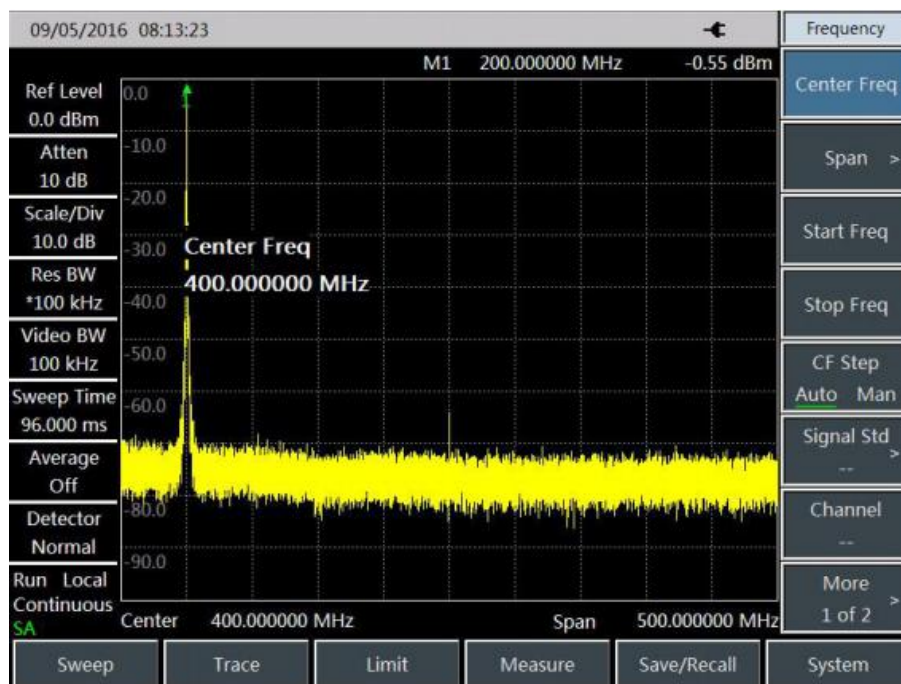 09/05/2016 08:13:23
Frequency
M1 200.000000 MHz -0.55 dBm
Ref Level
0.0 dBm
Atten
10 dB
Scale/Div
10.0 dB
Res BW
*100 kHz
Video BW
100 kHz
Sweep Time
96.000 ms
Average
Off
Detector
Normal
Run Local
Continuous
SA
0.0
-10.0
-20.0
-30.0
-40.0
-50.0
-60.0
-80.0
-90.0
1
Center Freq
400.000000 MHz
Center 400.000000 MHz Span 500.000000 MHz
Center Freq
Span >
Start Freq
Stop Freq
CF Step
Auto Man
Signal Std >
--
Channel
--
More >
1 of 2
Sweep Trace Limit Measure Save/Recall System